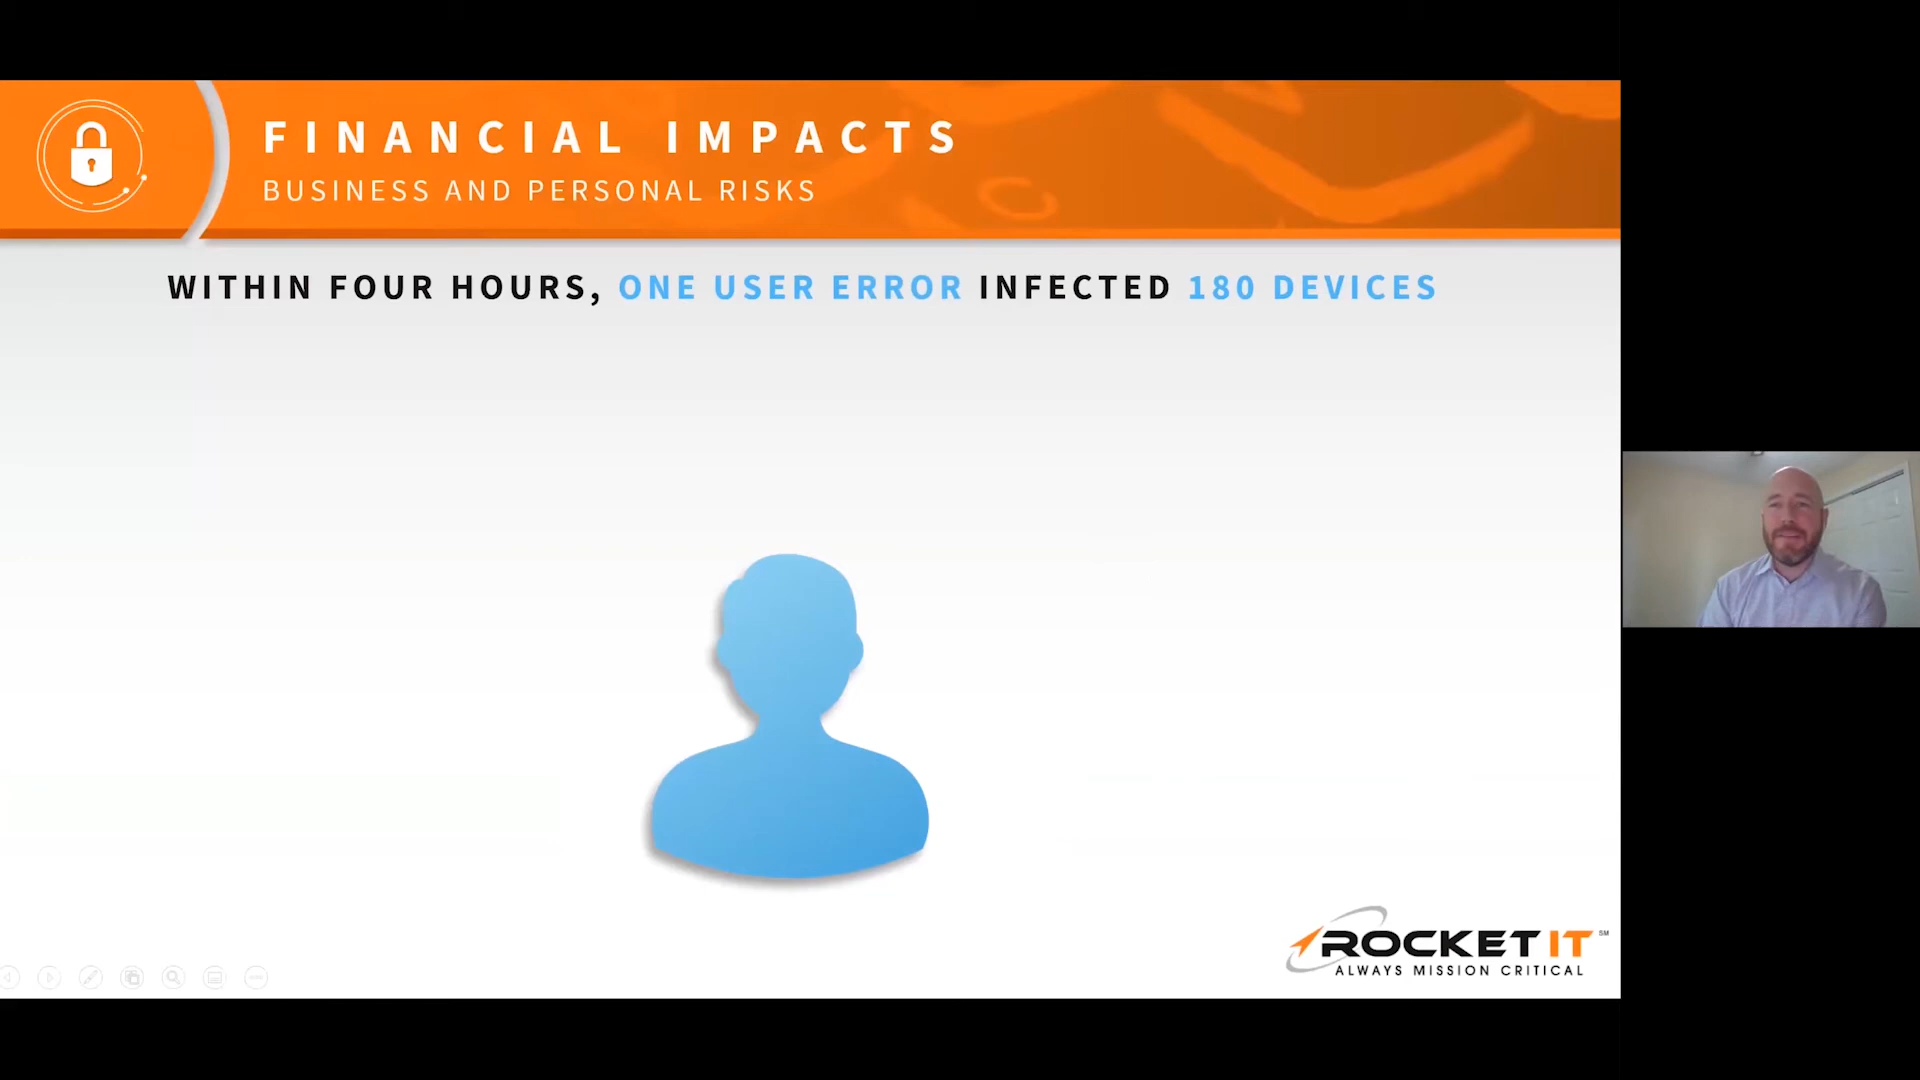 FINANCIAL IMPACTS
BUSINESS AND PERSONAL RISKS
WITHIN FOUR HOURS, ONE USER ERROR INFECTED 180 DEVICES
ROCKET IT SM
ALWAYS MISSION CRITICAL